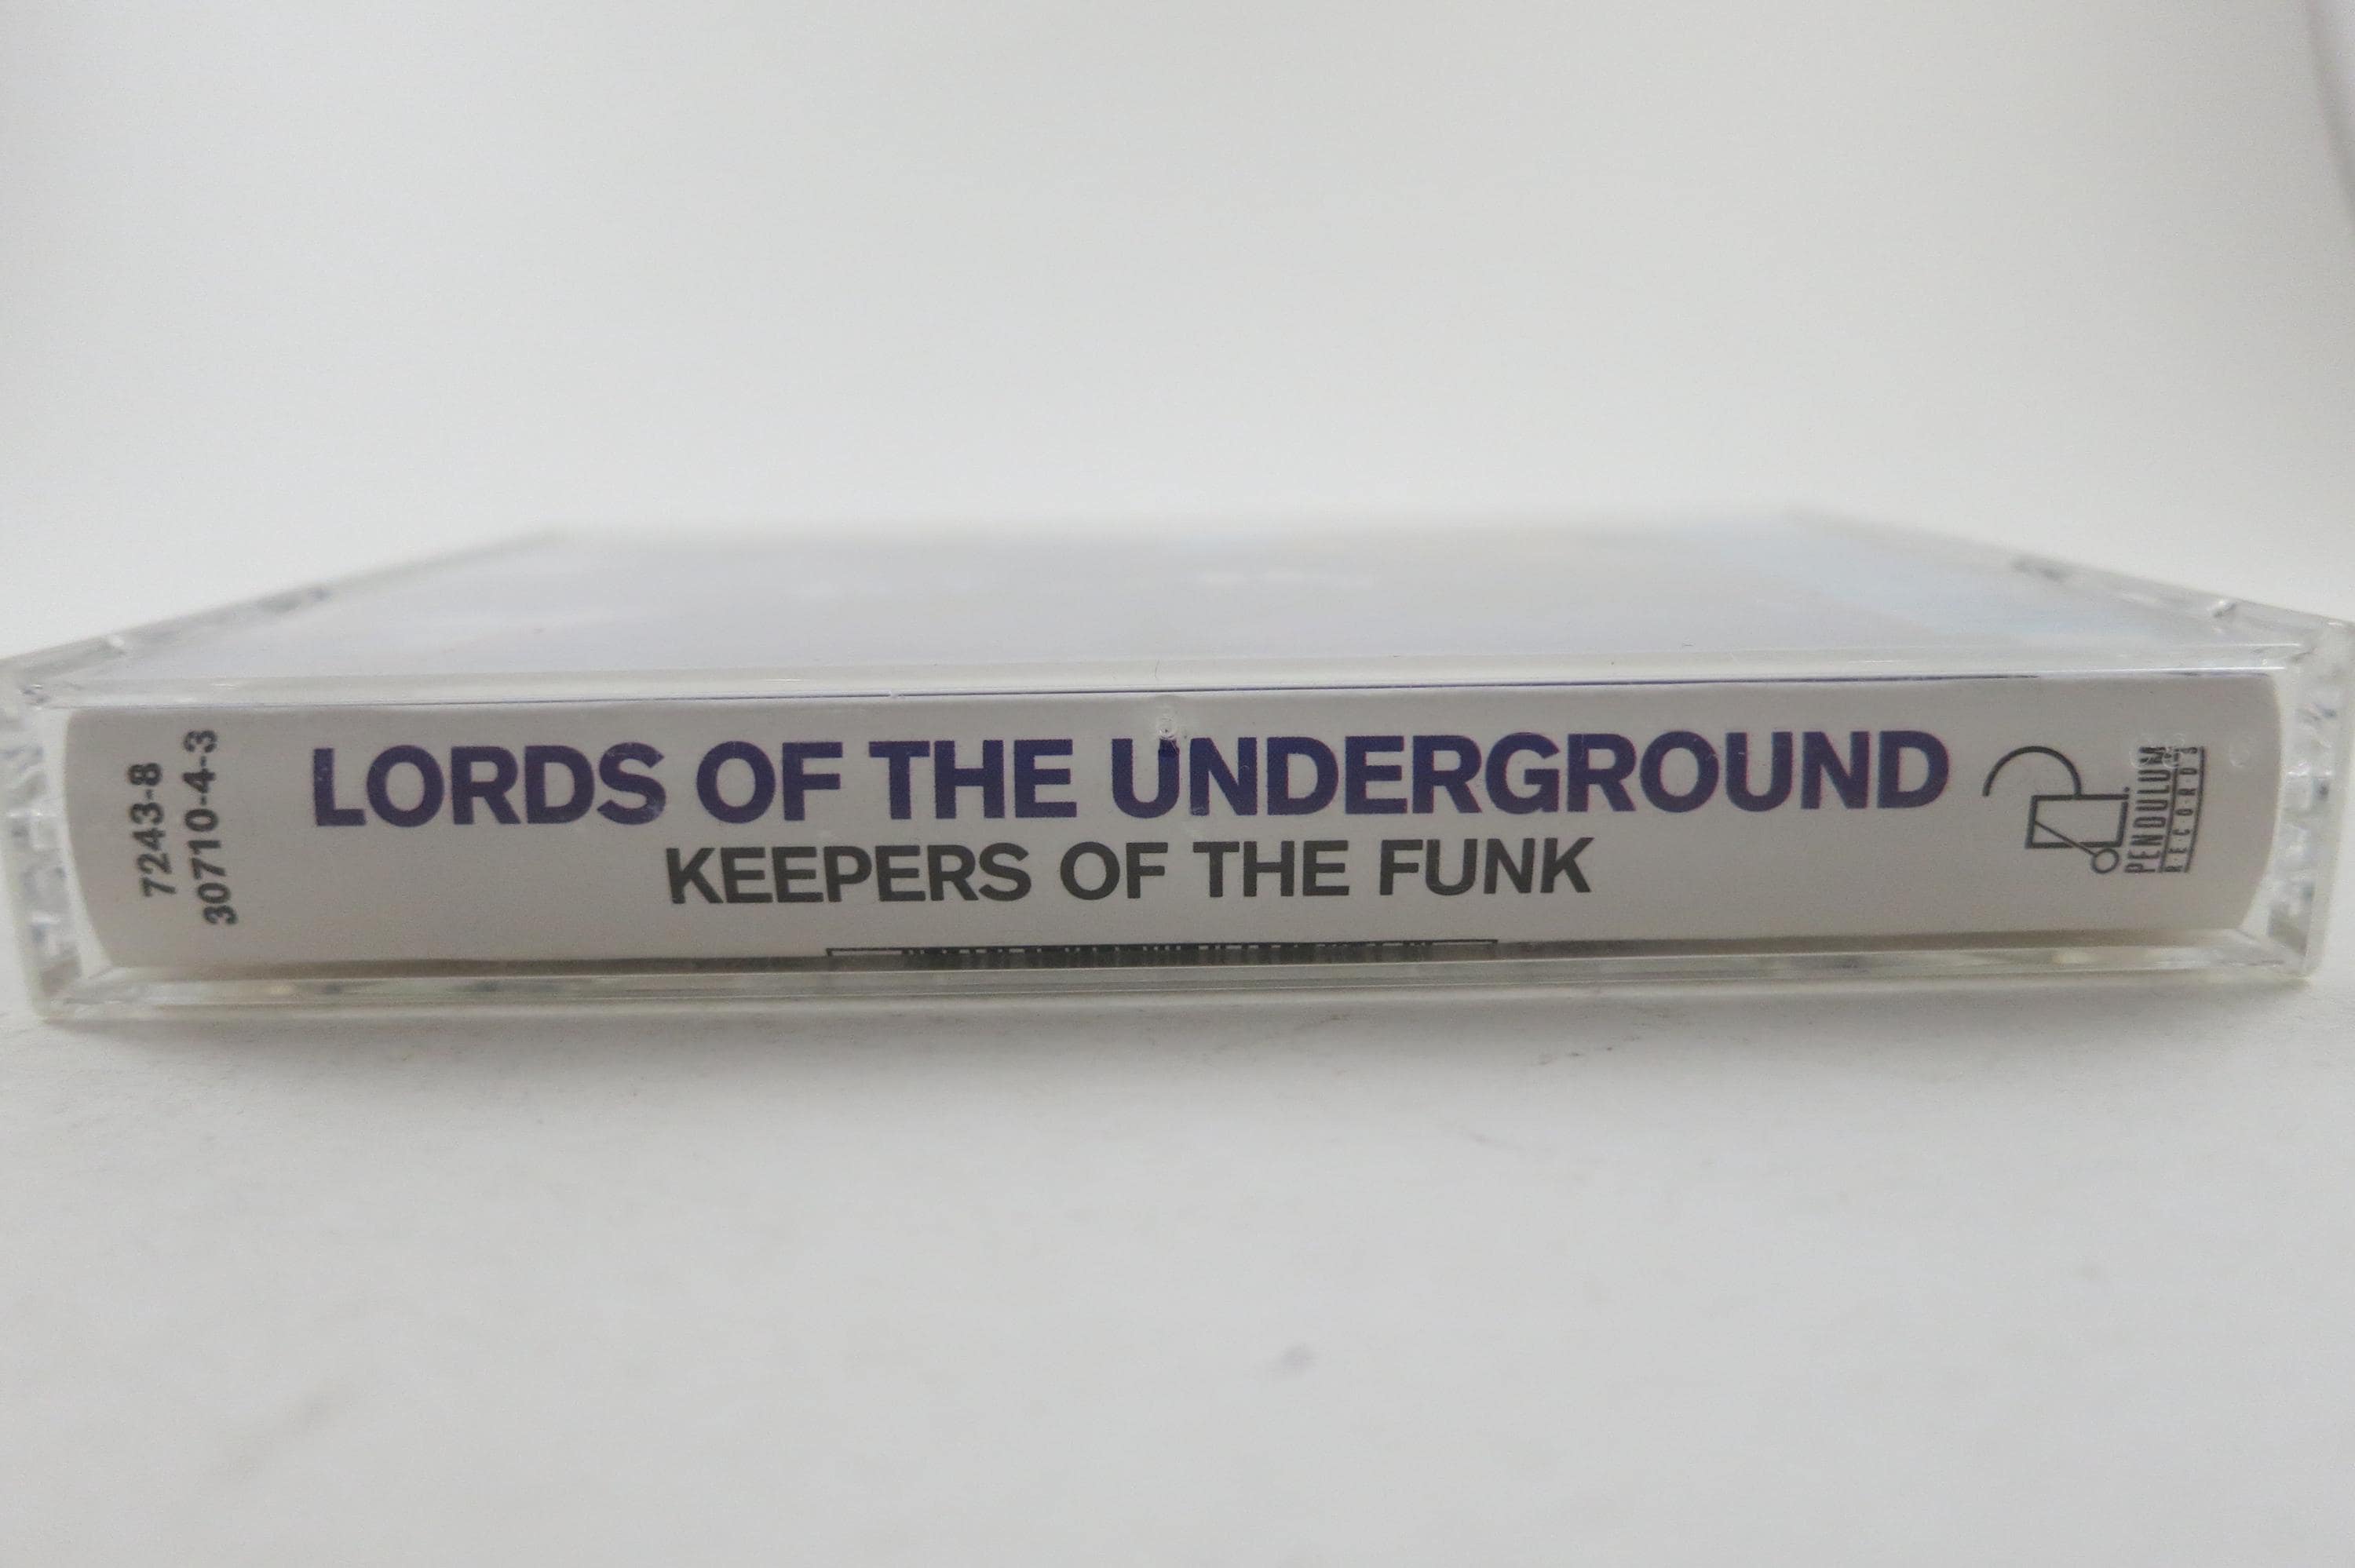 7243-8
30710-4-3
LORDS OF THE UNDERGROUND
KEEPERS OF THE FUNK
PENDULUM
RECORDS